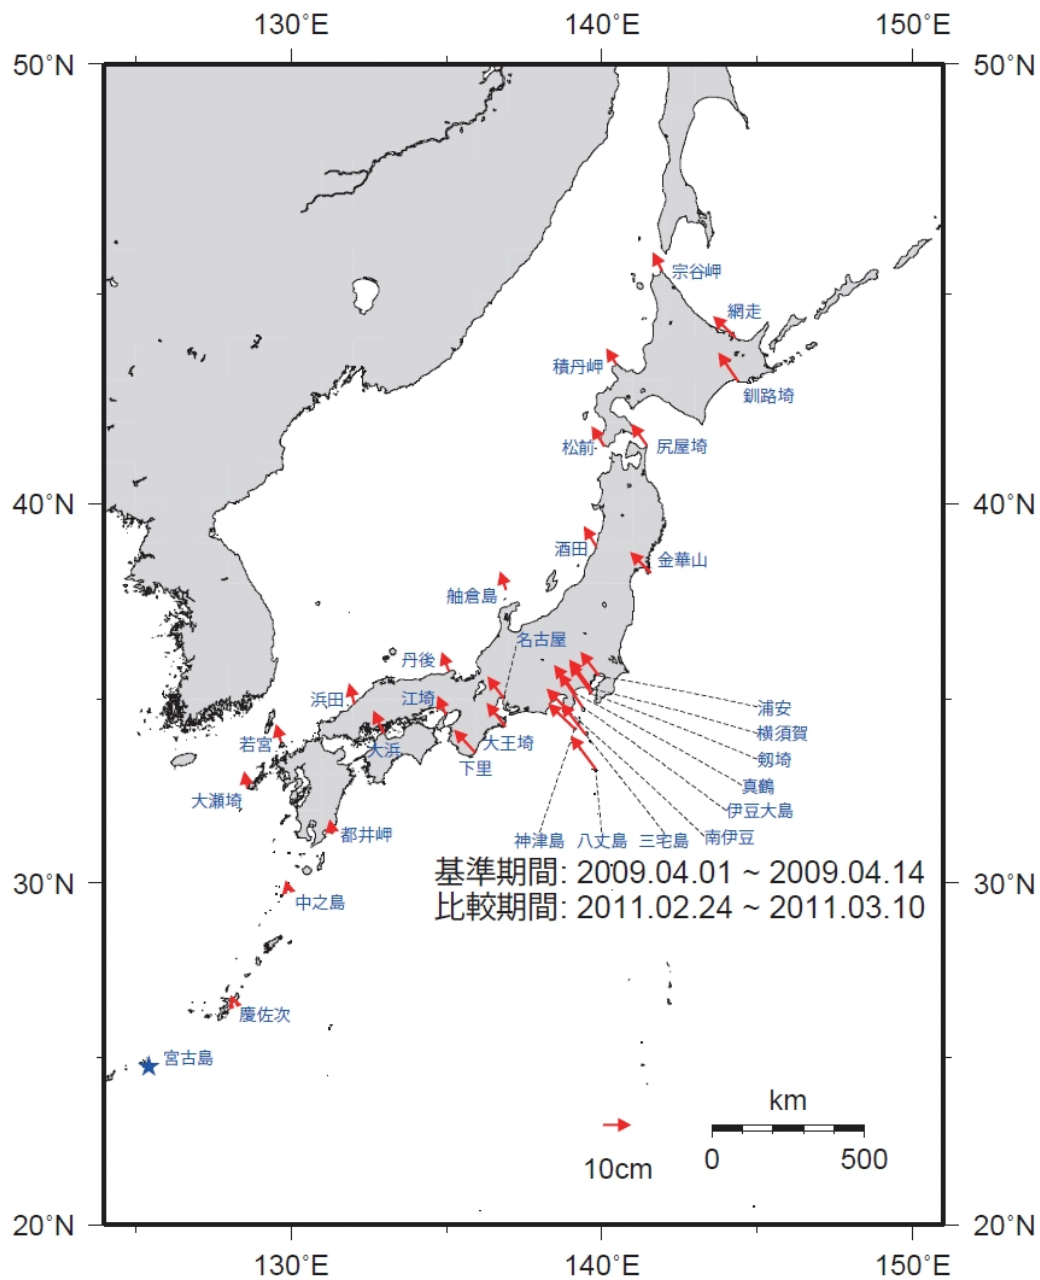 130°E 140°E 150°E
50°N 50°N
宗谷岬
網走
積丹岬
釧路埼
松前
尻屋埼
40°N 40°N
酒田
金華山
舳倉島
名古屋
丹後
浜田
江埼
浦安
若宮
大浜
大王埼
横須賀
下里
剱埼
大瀬埼
真鶴
伊豆大島
都井岬
神津島 八丈島 三宅島 南伊豆
基準期間: 2009.04.01 ~ 2009.04.14
30°N 30°N
中之島
比較期間: 2011.02.24 ~ 2011.03.10
慶佐次
宮古島
km
10cm
0 500
20°N 20°N
130°E 140°E 150°E